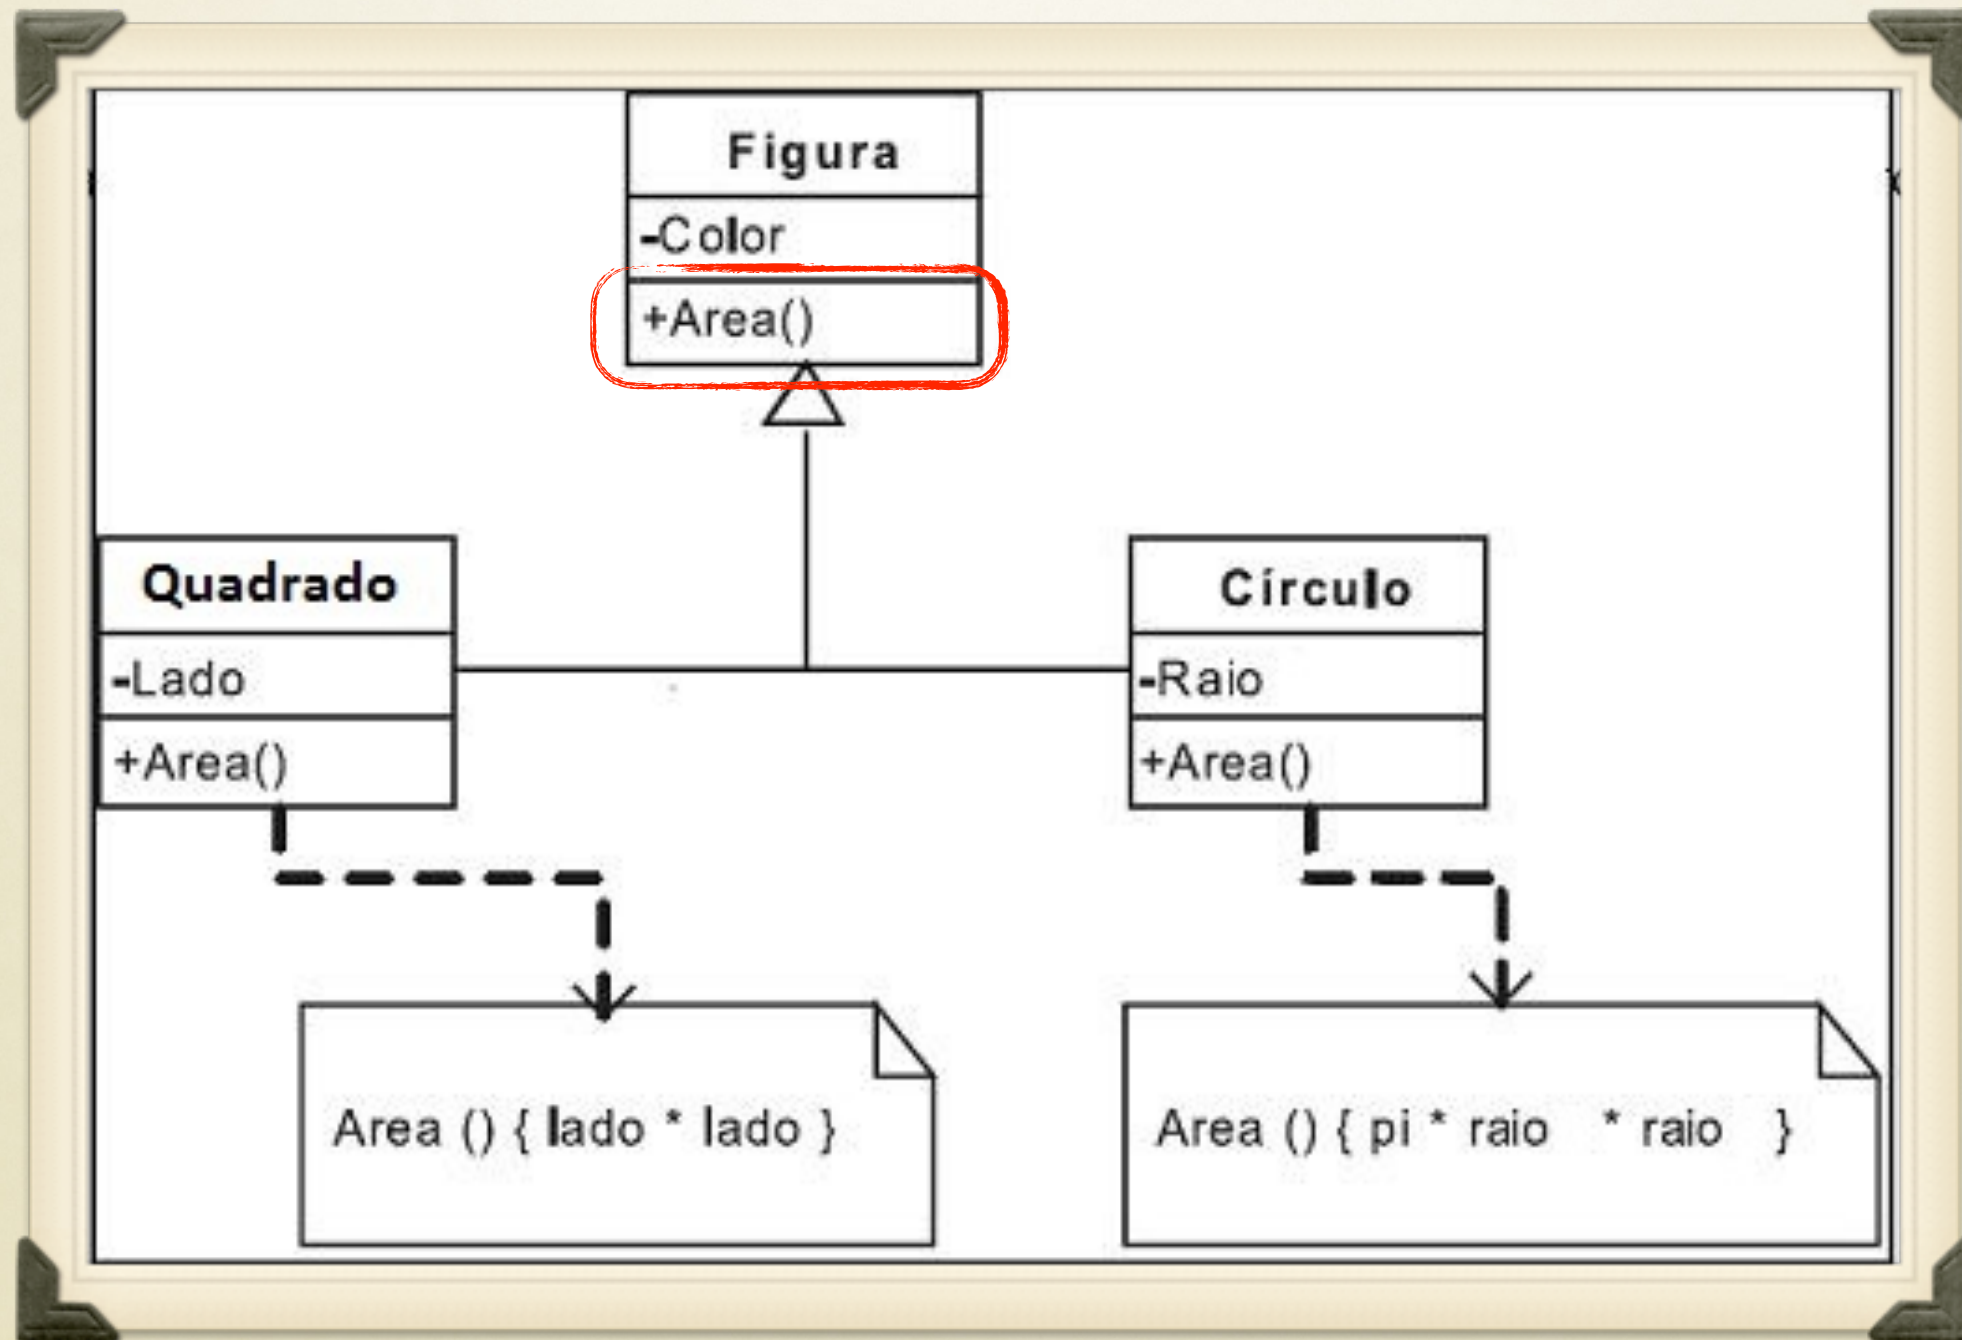 Figura
-Color
+Area()
Quadrado
-Lado
+Area()
Círculo
-Raio
+Area()
Area () { lado * lado }
Area () { pi * raio * raio }